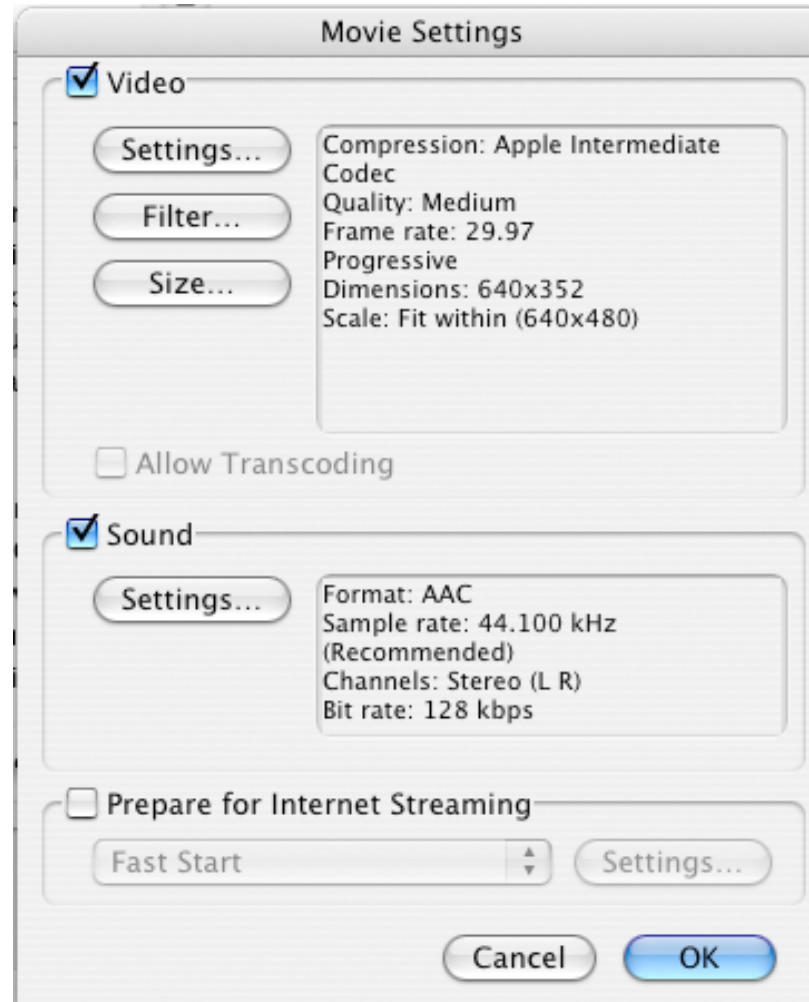 Movie Settings
Video
Settings...
Filter...
Size...
Compression: Apple Intermediate
Codec
Quality: Medium
Frame rate: 29.97
Progressive
Dimensions: 640x352
Scale: Fit within (640x480)
Allow Transcoding
Sound
Settings...
Format: AAC
Sample rate: 44.100 kHz
(Recommended)
Channels: Stereo (L R)
Bit rate: 128 kbps
Prepare for Internet Streaming
Fast Start
Settings...
Cancel
OK